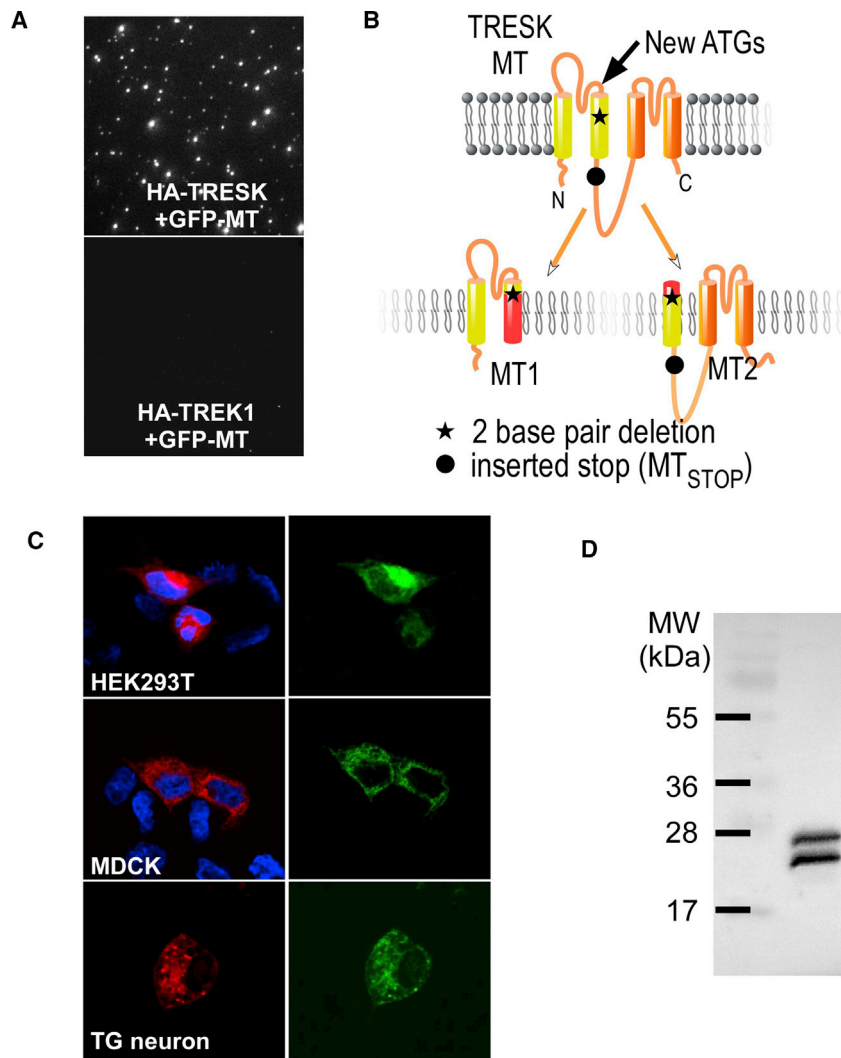 A
HA-TRESK
+GFP-MT
HA-TREK1
+GFP-MT
B
TRESK
MT
New ATGs
N
C
MT1
MT2
★ 2 base pair deletion
● inserted stop (MT_STOP)
C
HEK293T
MDCK
TG neuron
D
MW
(kDa)
55
36
28
17